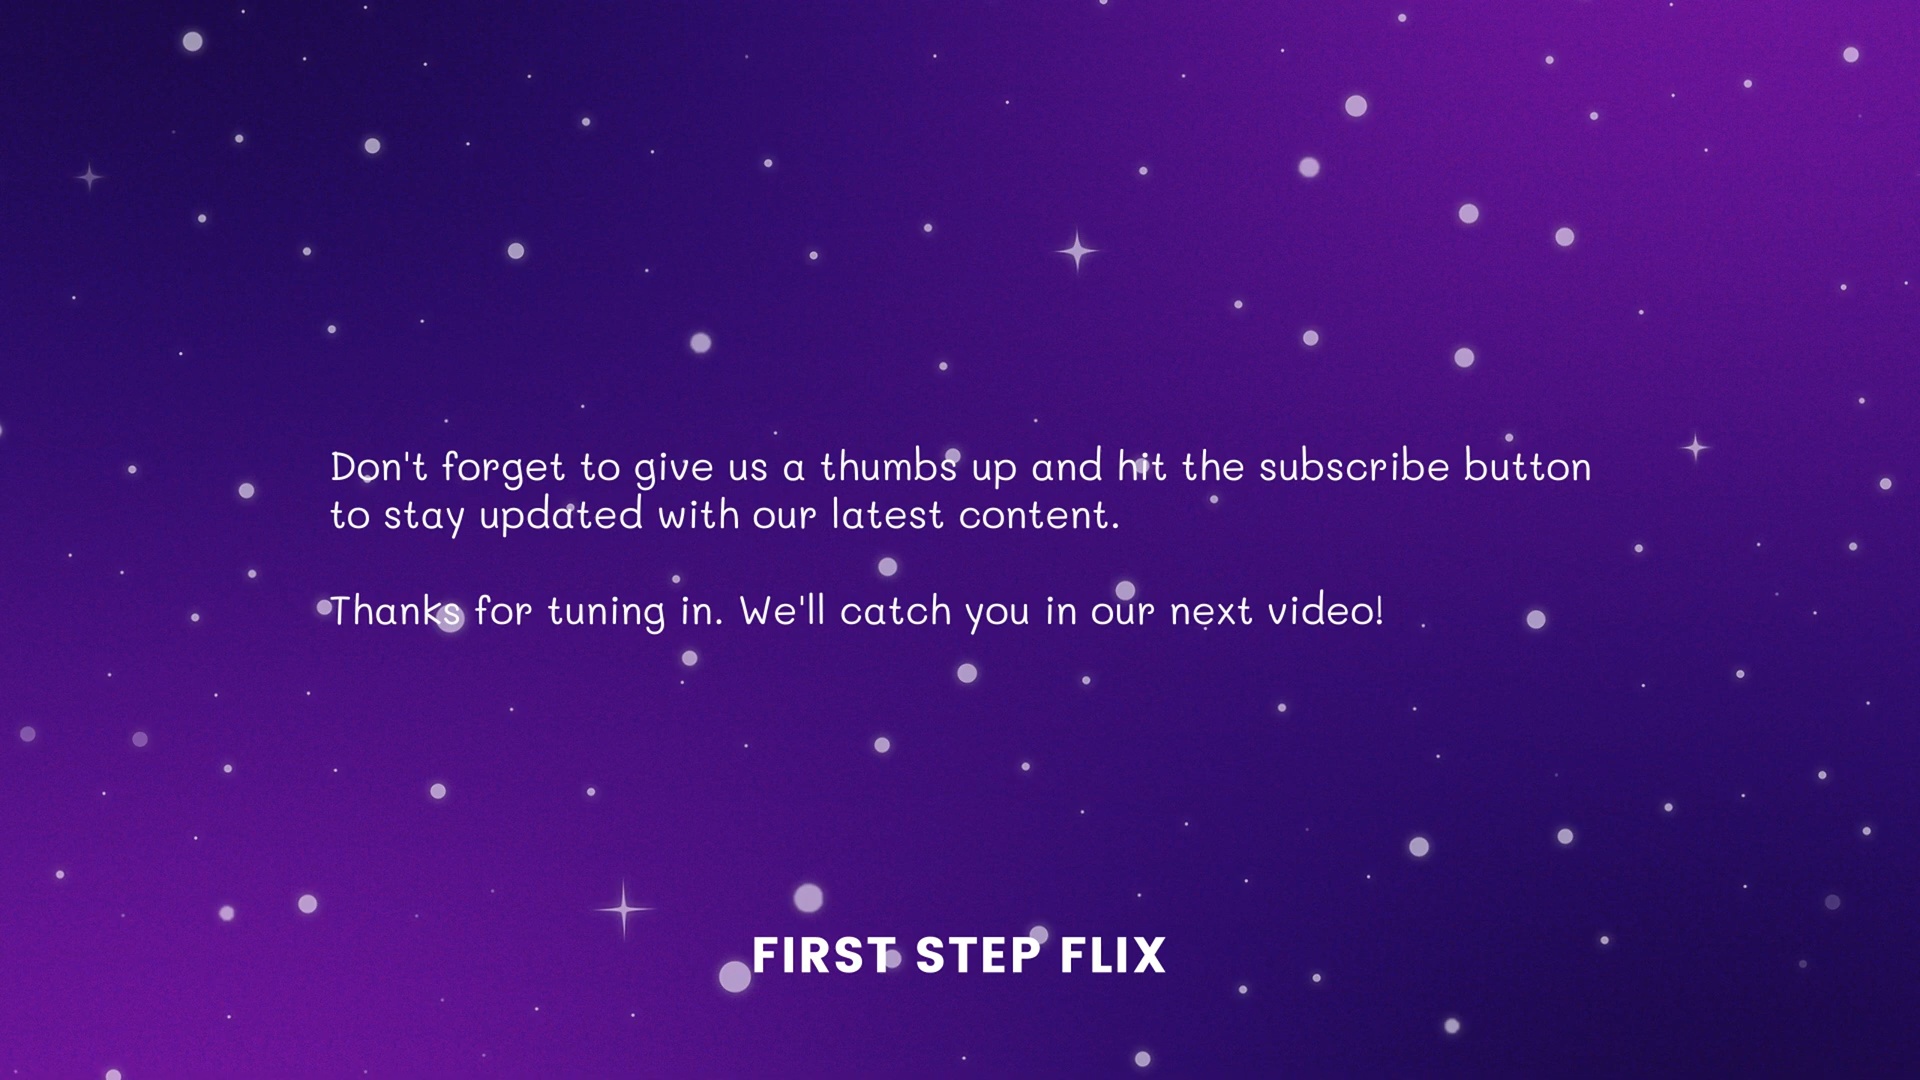 Don't forget to give us a thumbs up and hit the subscribe button
to stay updated with our latest content.
Thanks for tuning in. We'll catch you in our next video!
FIRST STEP FLIX